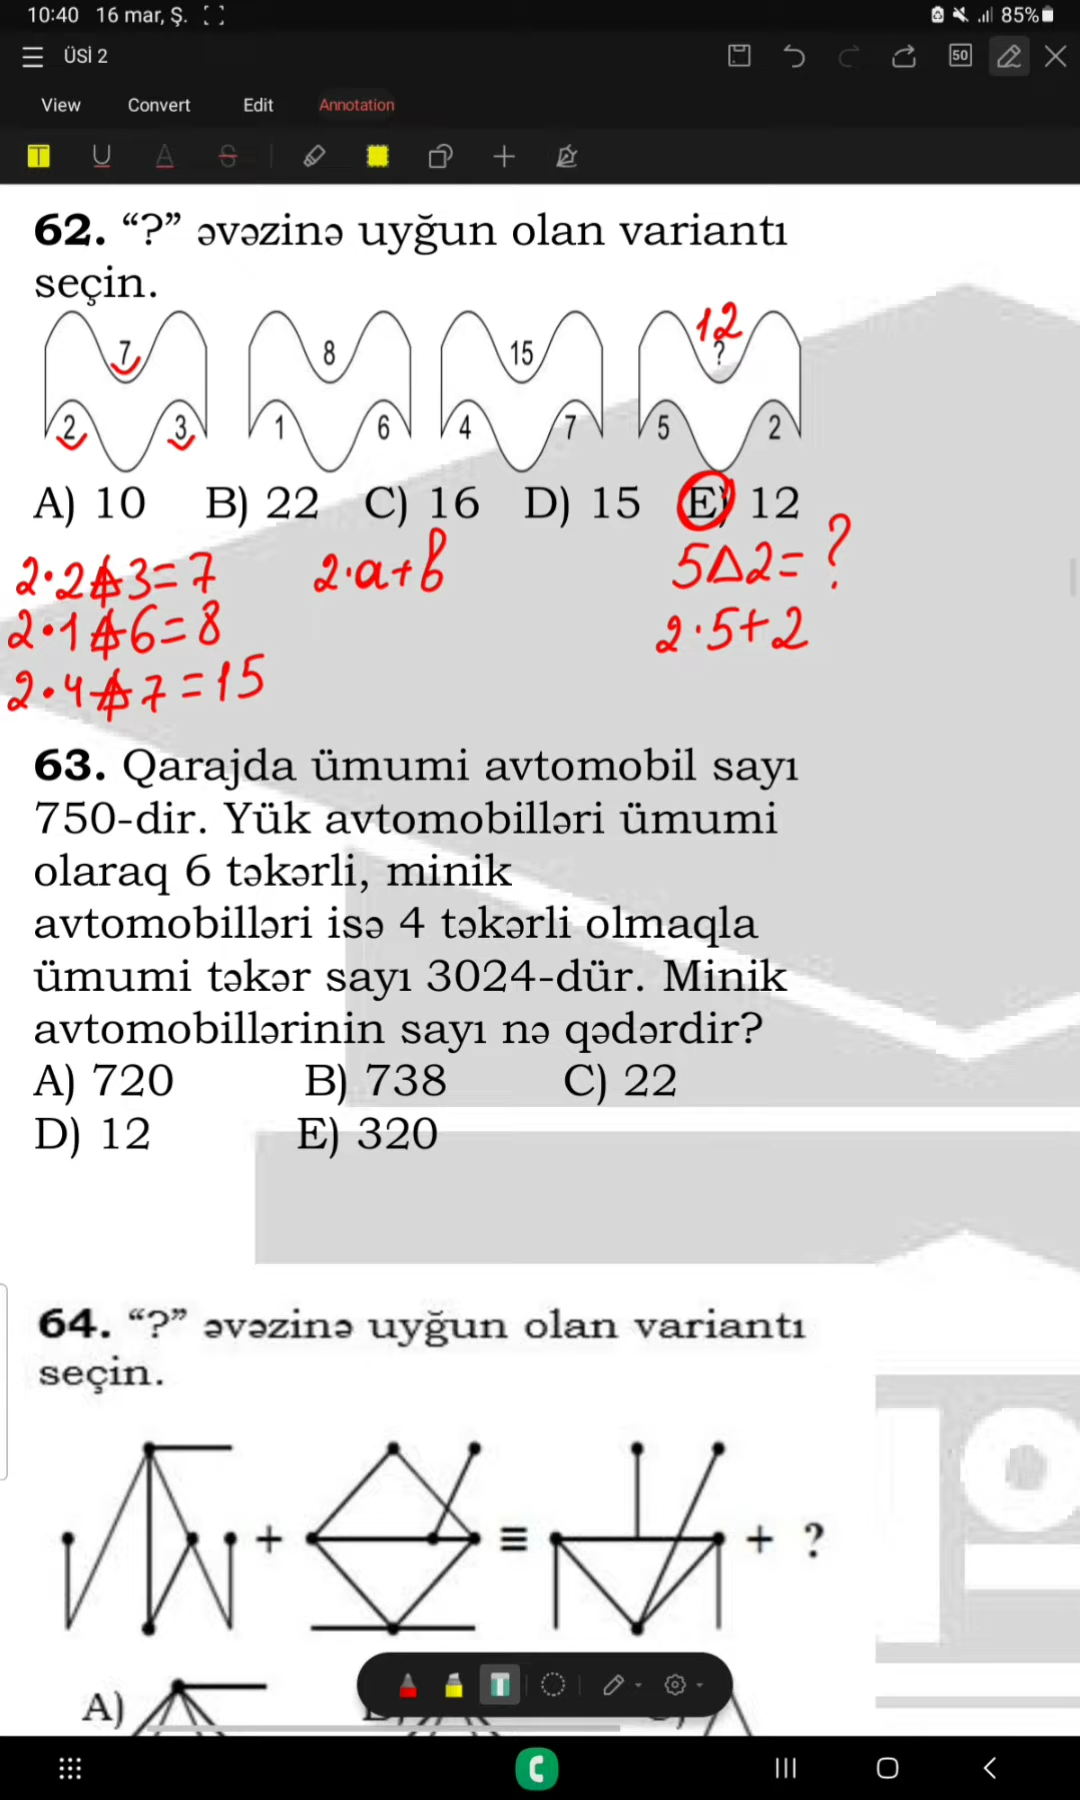 10:40 16 mar, Ş. 85%
ÜSİ 2 50
View Convert Edit Annotation
T U A S
62. “?” əvəzinə uyğun olan variantı
seçin.
12
7 8 15 ?
2 3 1 6 4 7 5 2
A) 10 B) 22 C) 16 D) 15 E) 12
2·2+3=7 2·a+b 5△2=?
2·1+6=8 2·5+2
2·4+7=15
63. Qarajda ümumi avtomobil sayı
750-dir. Yük avtomobilləri ümumi
olaraq 6 təkərli, minik
avtomobilləri isə 4 təkərli olmaqla
ümumi təkər sayı 3024-dür. Minik
avtomobillərinin sayı nə qədərdir?
A) 720 B) 738 C) 22
D) 12 E) 320
64. “?” əvəzinə uyğun olan variantı
seçin.
+ ≡ + ?
A)